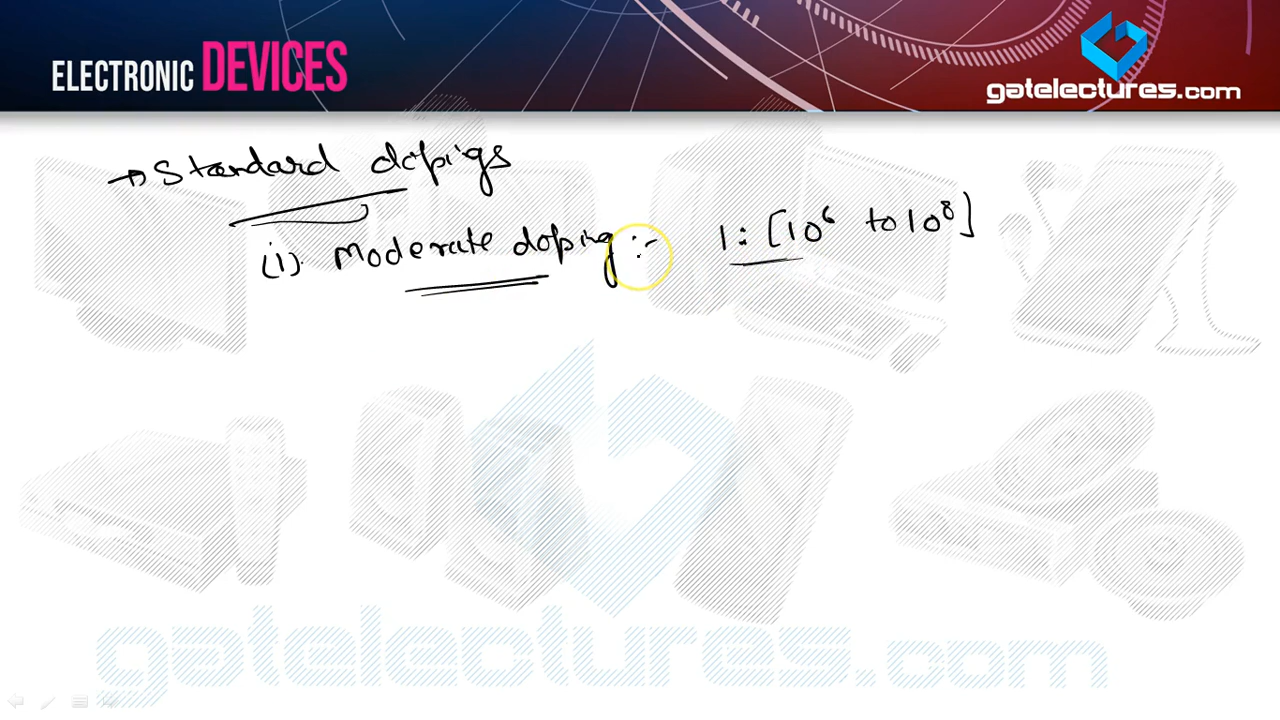 ELECTRONIC DEVICES
gatelectures.com
→ Standard dopings
(i). Moderate doping :- 1 : [10⁶ to 10⁸]
gatelectures.com